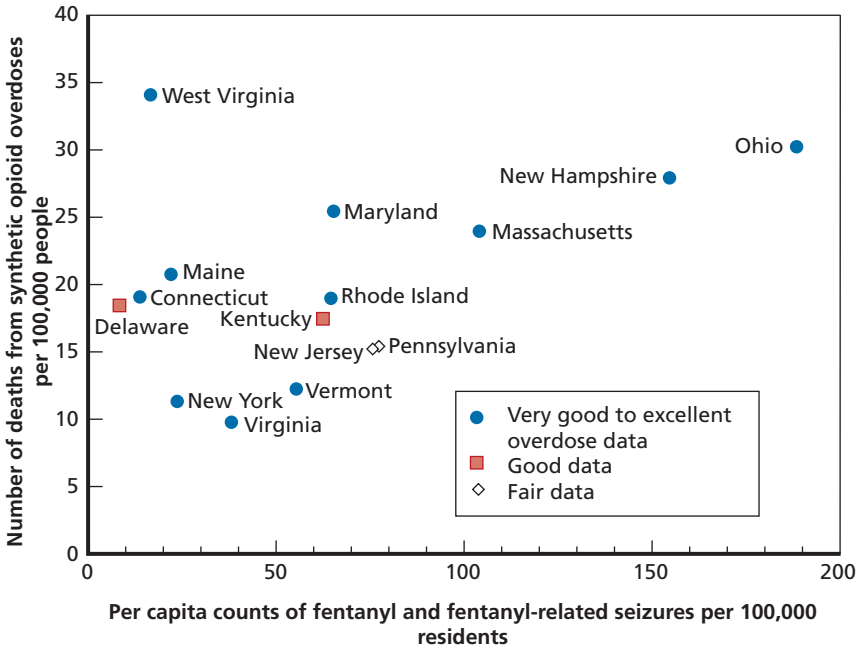 Number of deaths from synthetic opioid overdoses
per 100,000 people
40
35
30
25
20
15
10
5
0
West Virginia
Ohio
New Hampshire
Maryland
Massachusetts
Maine
Connecticut
Rhode Island
Delaware
Kentucky
New Jersey
Pennsylvania
Vermont
New York
Virginia
Very good to excellent
overdose data
Good data
Fair data
0
50
100
150
200
Per capita counts of fentanyl and fentanyl-related seizures per 100,000
residents